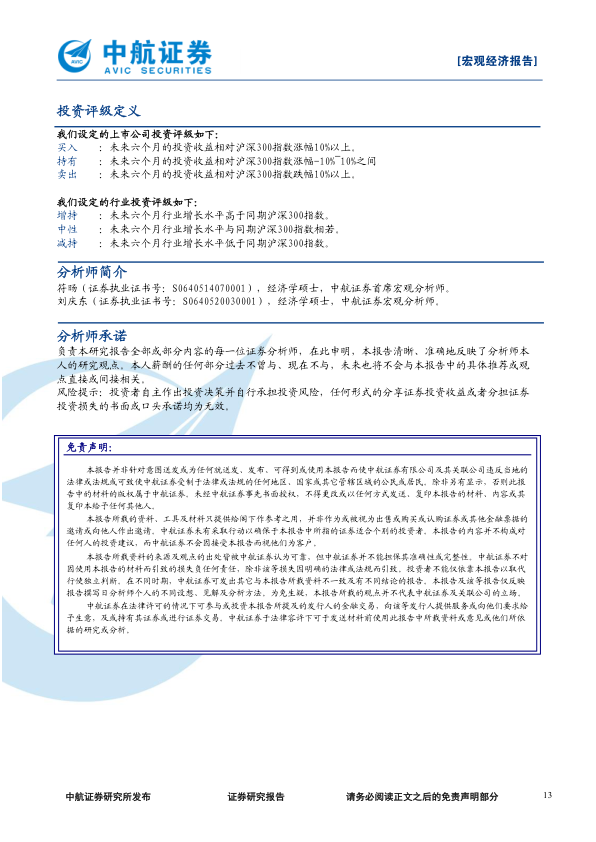 中航证券
AVIC
AVIC SECURITIES
[宏观经济报告]
投资评级定义
我们设定的上市公司投资评级如下：
买入 ：未来六个月的投资收益相对沪深300指数涨幅10%以上。
持有 ：未来六个月的投资收益相对沪深300指数涨幅-10%~10%之间
卖出 ：未来六个月的投资收益相对沪深300指数跌幅10%以上。
我们设定的行业投资评级如下：
增持 ：未来六个月行业增长水平高于同期沪深300指数。
中性 ：未来六个月行业增长水平与同期沪深300指数相若。
减持 ：未来六个月行业增长水平低于同期沪深300指数。
分析师简介
符旸（证券执业证书号：S0640514070001），经济学硕士，中航证券首席宏观分析师。
刘庆东（证券执业证书号：S0640520030001），经济学硕士，中航证券宏观分析师。
分析师承诺
负责本研究报告全部或部分内容的每一位证券分析师，在此申明，本报告清晰、准确地反映了分析师本
人的研究观点。本人薪酬的任何部分过去不曾与、现在不与，未来也将不会与本报告中的具体推荐或观
点直接或间接相关。
风险提示：投资者自主作出投资决策并自行承担投资风险，任何形式的分享证券投资收益或者分担证券
投资损失的书面或口头承诺均为无效。
免责声明：
本报告并非针对意图送发或为任何就送发、发布、可得到或使用本报告而使中航证券有限公司及其关联公司违反当地的
法律或法规或可致使中航证券受制于法律或法规的任何地区、国家或其它管辖区域的公民或居民。除非另有显示，否则此报
告中的材料的版权属于中航证券。未经中航证券事先书面授权，不得更改或以任何方式发送、复印本报告的材料、内容或其
复印本给予任何其他人。
本报告所载的资料、工具及材料只提供给阁下作参考之用，并非作为或被视为出售或购买或认购证券或其他金融票据的
邀请或向他人作出邀请。中航证券未有采取行动以确保于本报告中所指的证券适合个别的投资者。本报告的内容并不构成对
任何人的投资建议，而中航证券不会因接受本报告而视他们为客户。
本报告所载资料的来源及观点的出处皆被中航证券认为可靠，但中航证券并不能担保其准确性或完整性。中航证券不对
因使用本报告的材料而引致的损失负任何责任，除非该等损失因明确的法律或法规而引致。投资者不能仅依靠本报告以取代
行使独立判断。在不同时期，中航证券可发出其它与本报告所载资料不一致及有不同结论的报告。本报告及该等报告仅反映
报告撰写日分析师个人的不同设想、见解及分析方法。为免生疑，本报告所载的观点并不代表中航证券及关联公司的立场。
中航证券在法律许可的情况下可参与或投资本报告所提及的发行人的金融交易，向该等发行人提供服务或向他们要求给
予生意，及或持有其证券或进行证券交易。中航证券于法律容许下可于发送材料前使用此报告中所载资料或意见或他们所依
据的研究或分析。
中航证券研究所发布 证券研究报告 请务必阅读正文之后的免责声明部分 13